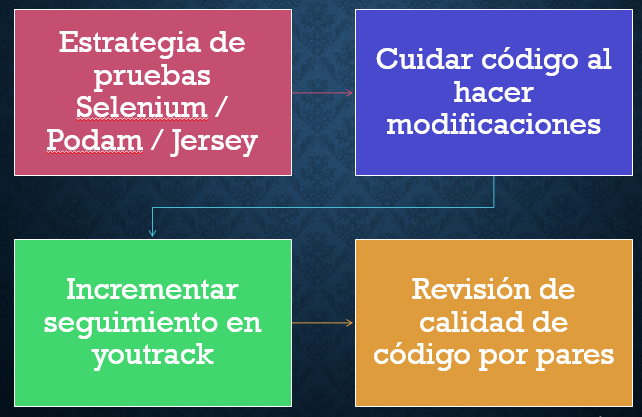 Estrategia de
pruebas
Selenium /
Podam / Jersey
Cuidar código al
hacer
modificaciones
Incrementar
seguimiento en
youtrack
Revisión de
calidad de
código por pares